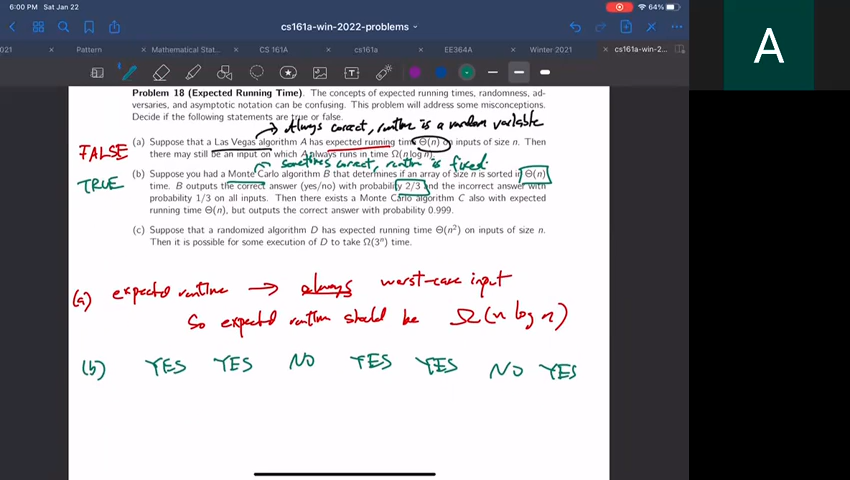 6:00 PM Sat Jan 22
64%
cs161a-win-2022-problems
2021
Pattern
Mathematical Stat...
CS 161A
cs161a
EE364A
Winter 2021
cs161a-win-2...
Problem 18 (Expected Running Time). The concepts of expected running times, randomness, ad-
versaries, and asymptotic notation can be confusing. This problem will address some misconceptions.
Decide if the following statements are true or false.
Always correct, runtime is a random variable
(a) Suppose that a Las Vegas algorithm A has expected running time Θ(n) on inputs of size n. Then
FALSE
there may still be an input on which A always runs in time Ω(n log n).
sometimes correct, runtime is fixed
(b) Suppose you had a Monte Carlo algorithm B that determines if an array of size n is sorted in Θ(n)
TRUE
time. B outputs the correct answer (yes/no) with probability 2/3 and the incorrect answer with
probability 1/3 on all inputs. Then there exists a Monte Carlo algorithm C also with expected
running time Θ(n), but outputs the correct answer with probability 0.999.
(c) Suppose that a randomized algorithm D has expected running time Θ(n²) on inputs of size n.
Then it is possible for some execution of D to take Ω(3ⁿ) time.
(a) expected runtime → always worst-case input
So expected runtime should be Ω(n log n)
(b) YES YES NO YES YES NO YES
A